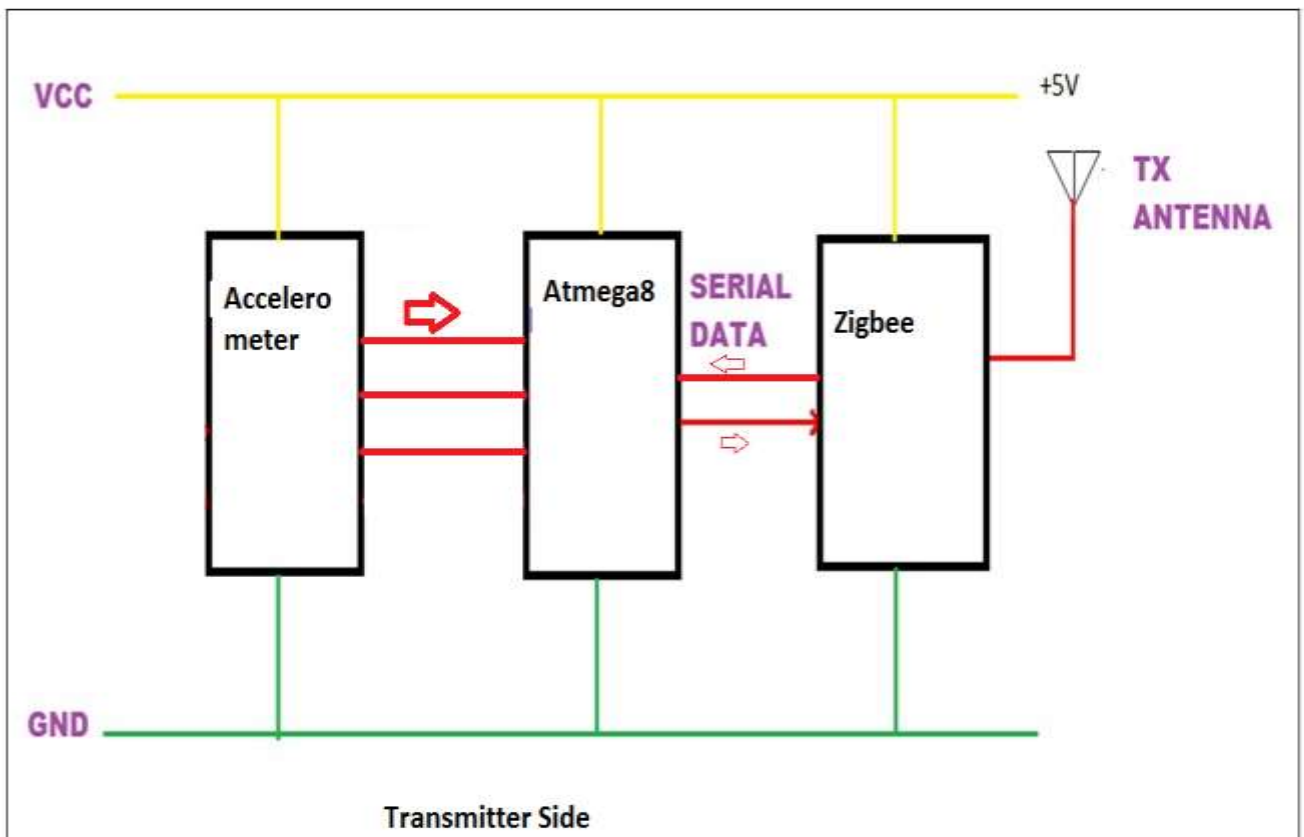 VCC
+5V
TX
ANTENNA
Accelero
meter
Atmega8
SERIAL
DATA
Zigbee
GND
Transmitter Side